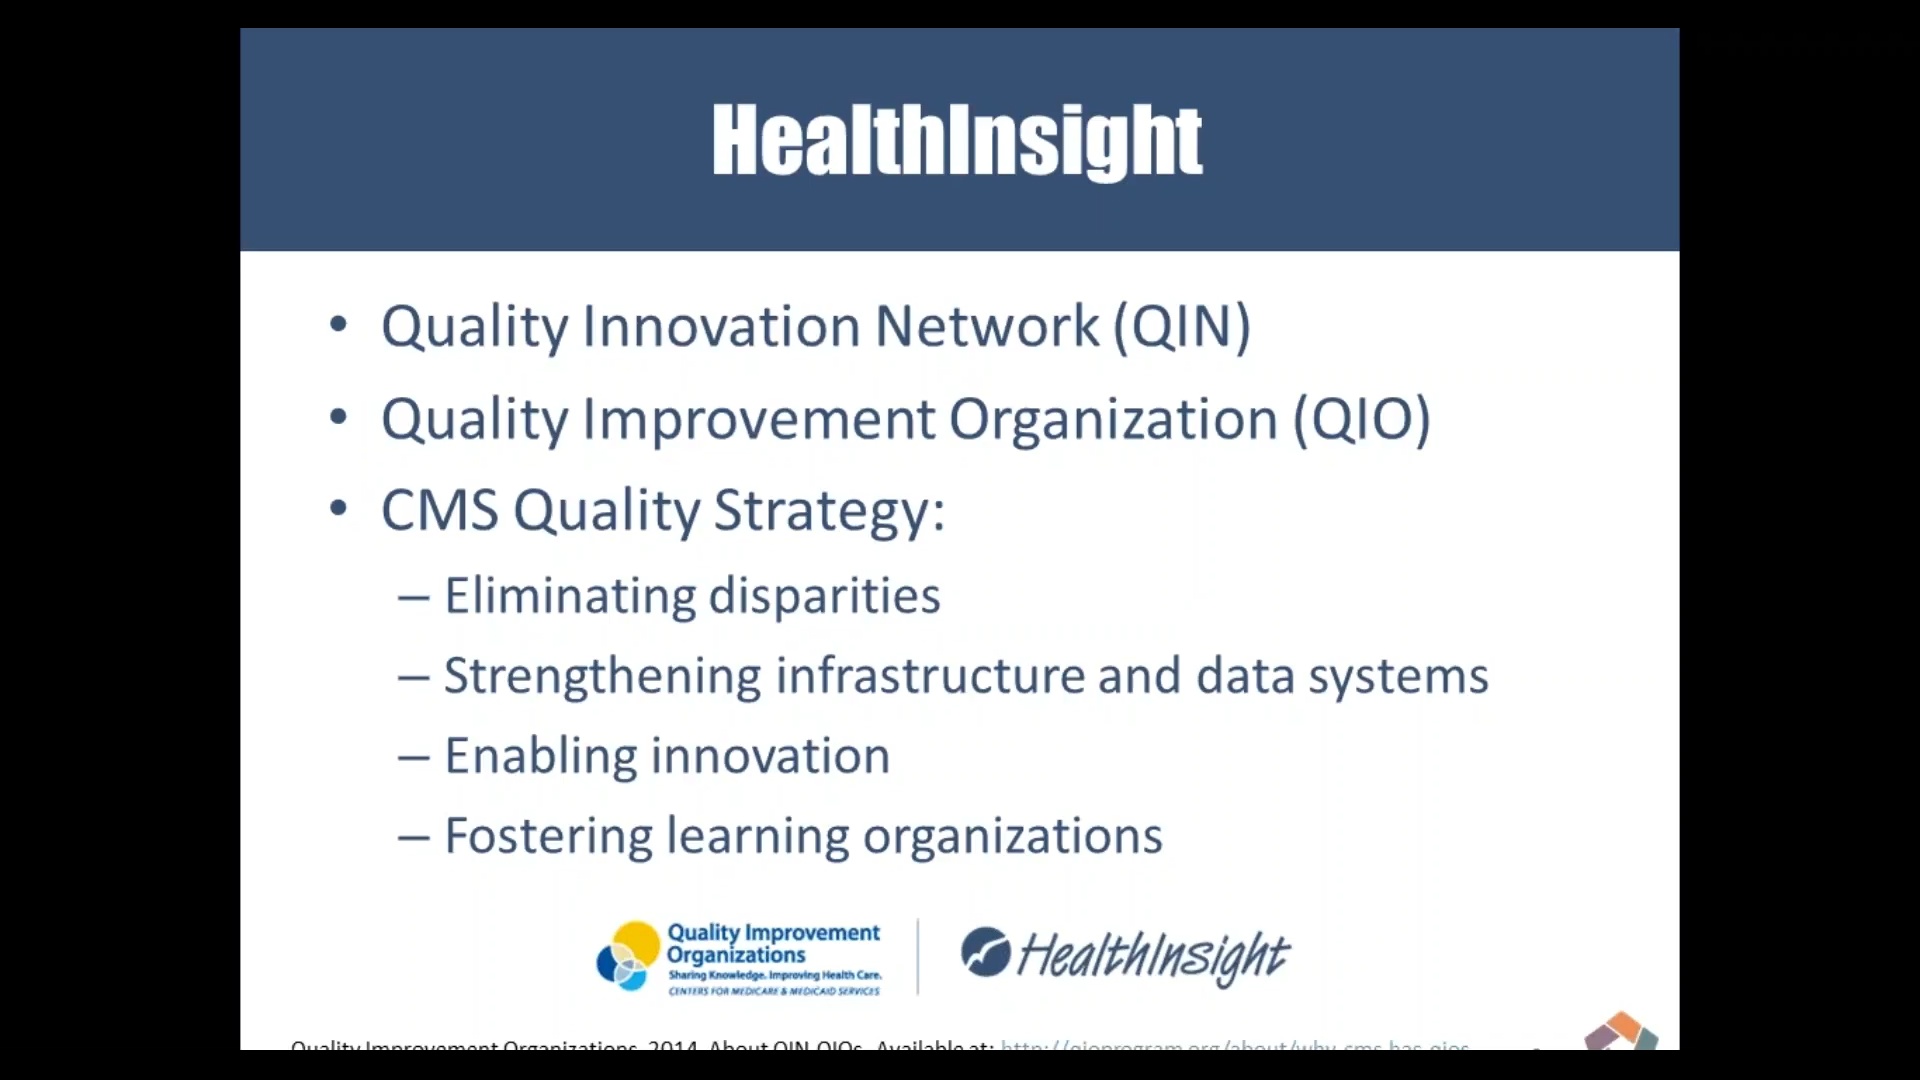 HealthInsight
• Quality Innovation Network (QIN)
• Quality Improvement Organization (QIO)
• CMS Quality Strategy:
– Eliminating disparities
– Strengthening infrastructure and data systems
– Enabling innovation
– Fostering learning organizations
Quality Improvement
Organizations
Sharing Knowledge. Improving Health Care.
CENTERS FOR MEDICARE & MEDICAID SERVICES
HealthInsight
Quality Improvement Organizations. 2014. About QIN-QIOs. Available at: http://qioprogram.org/about/why-cms-has-qios